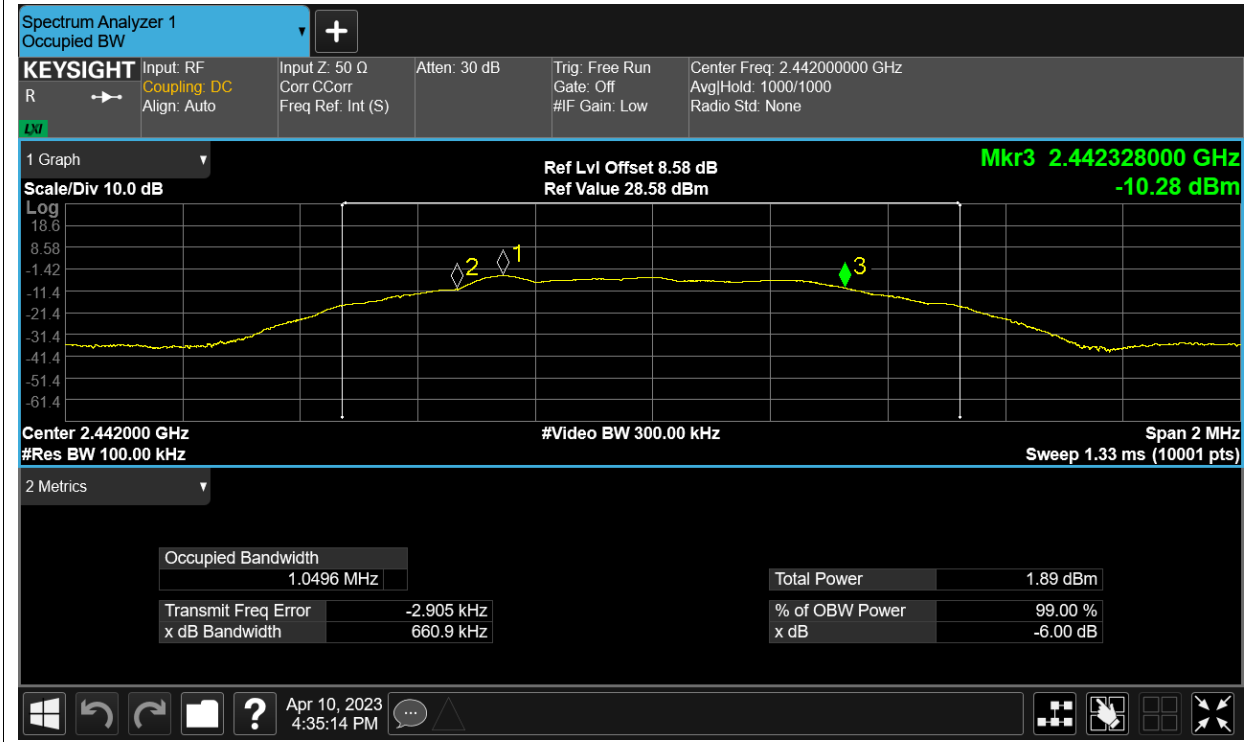 Spectrum Analyzer 1
Occupied BW
KEYSIGHT
R
LXI
Input: RF
Coupling: DC
Align: Auto
Input Z: 50 Ω
Corr CCorr
Freq Ref: Int (S)
Atten: 30 dB
Trig: Free Run
Gate: Off
#IF Gain: Low
Center Freq: 2.442000000 GHz
Avg|Hold: 1000/1000
Radio Std: None
1 Graph
Scale/Div 10.0 dB
Ref Lvl Offset 8.58 dB
Ref Value 28.58 dBm
Mkr3 2.442328000 GHz
-10.28 dBm
Log
18.6
8.58
-1.42
-11.4
-21.4
-31.4
-41.4
-51.4
-61.4
2
1
3
Center 2.442000 GHz
#Res BW 100.00 kHz
#Video BW 300.00 kHz
Span 2 MHz
Sweep 1.33 ms (10001 pts)
2 Metrics
Occupied Bandwidth
1.0496 MHz
Transmit Freq Error -2.905 kHz
x dB Bandwidth 660.9 kHz
Total Power 1.89 dBm
% of OBW Power 99.00 %
x dB -6.00 dB
?
Apr 10, 2023
4:35:14 PM